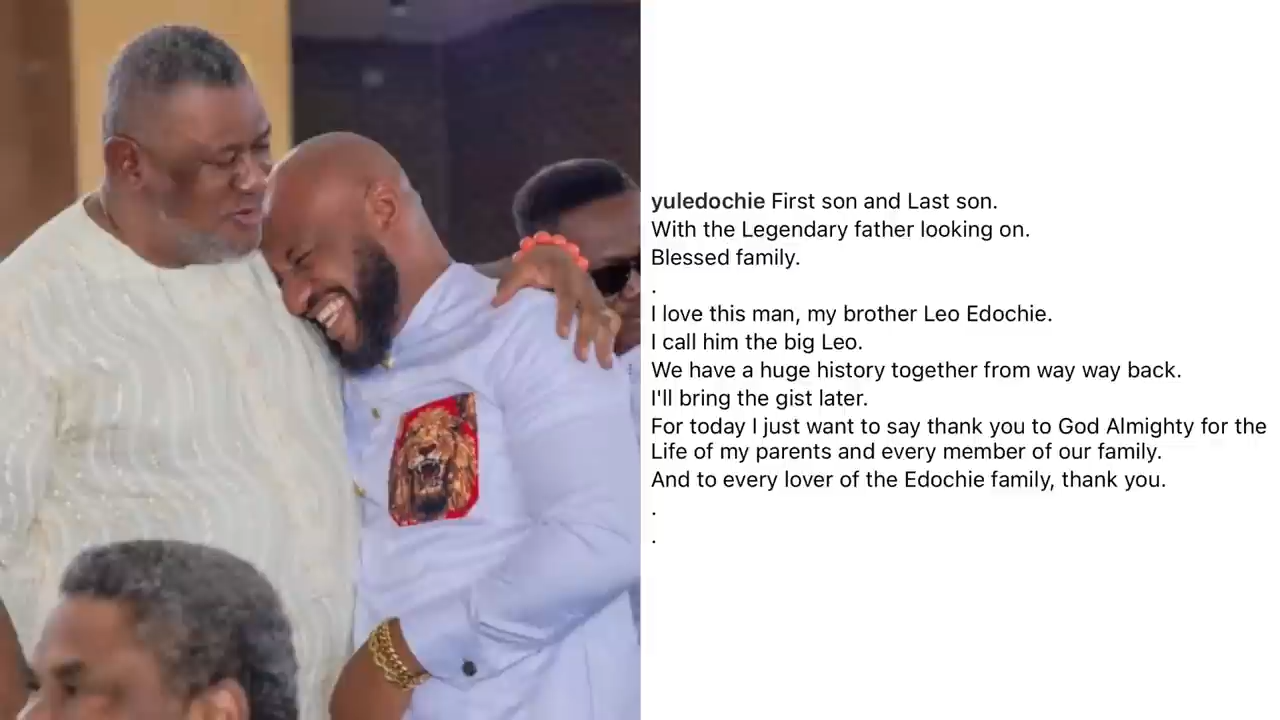 yuledochie First son and Last son.
With the Legendary father looking on.
Blessed family.
.
I love this man, my brother Leo Edochie.
I call him the big Leo.
We have a huge history together from way way back.
I'll bring the gist later.
For today I just want to say thank you to God Almighty for the
Life of my parents and every member of our family.
And to every lover of the Edochie family, thank you.
.
.